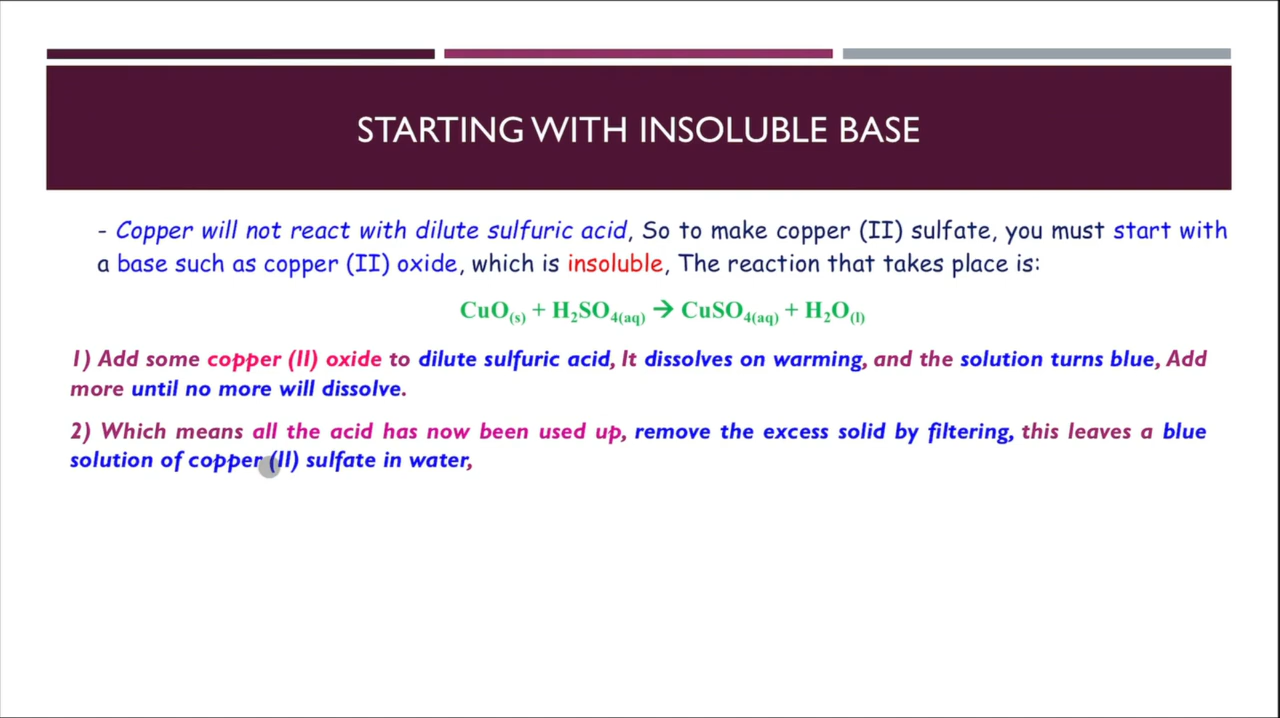 STARTING WITH INSOLUBLE BASE
- Copper will not react with dilute sulfuric acid, So to make copper (II) sulfate, you must start with
a base such as copper (II) oxide, which is insoluble, The reaction that takes place is:
CuO(s) + H2SO4(aq) → CuSO4(aq) + H2O(l)
1) Add some copper (II) oxide to dilute sulfuric acid, It dissolves on warming, and the solution turns blue, Add
more until no more will dissolve.
2) Which means all the acid has now been used up, remove the excess solid by filtering, this leaves a blue
solution of copper (II) sulfate in water,